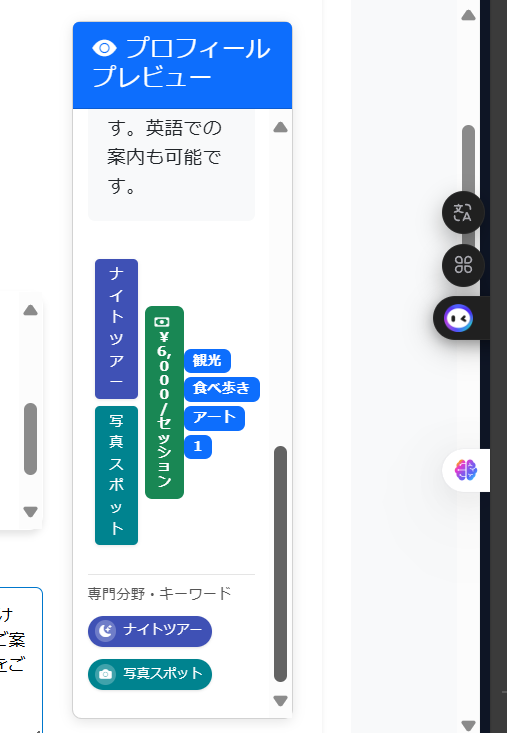 プロフィール
プレビュー
す。英語での
案内も可能で
す。
ナイトツアー
写真スポット
¥6,000/セッション
観光
食べ歩き
アート
1
専門分野・キーワード
ナイトツアー
写真スポット
け
ご案
をご